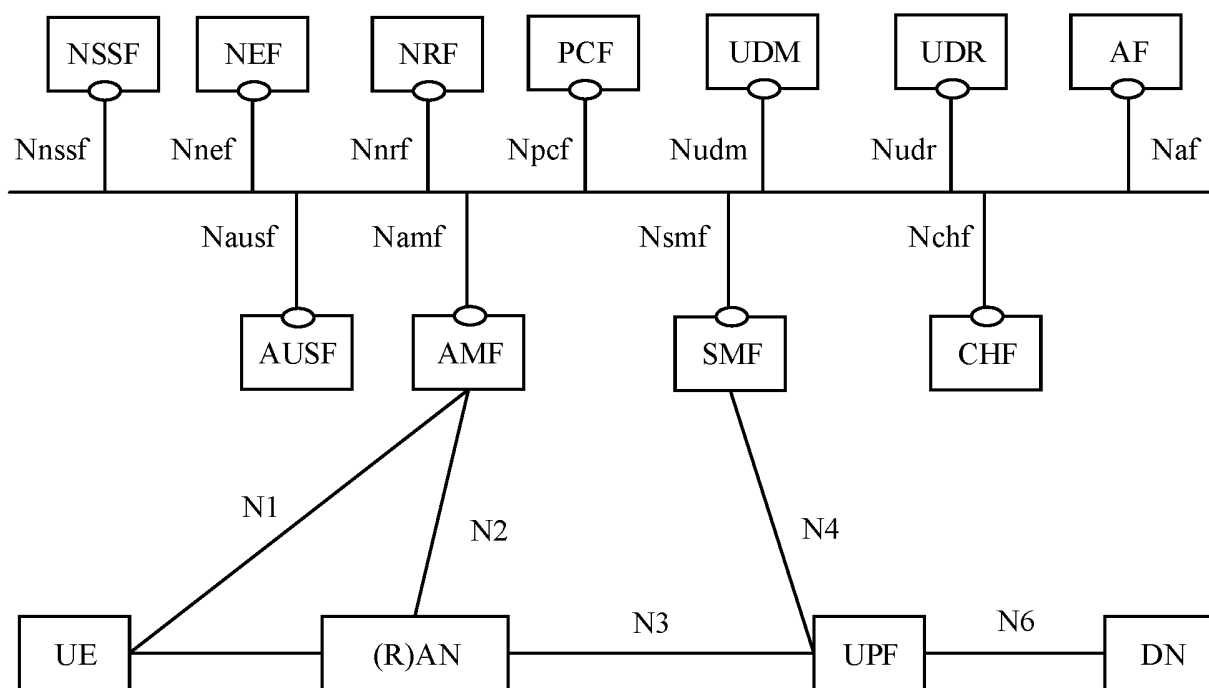 NSSF NEF NRF PCF UDM UDR AF
Nnssf Nnef Nnrf Npcf Nudm Nudr Naf
Nausf Namf Nsmf Nchf
AUSF AMF SMF CHF
N1 N2 N4
N3 N6
UE (R)AN UPF DN